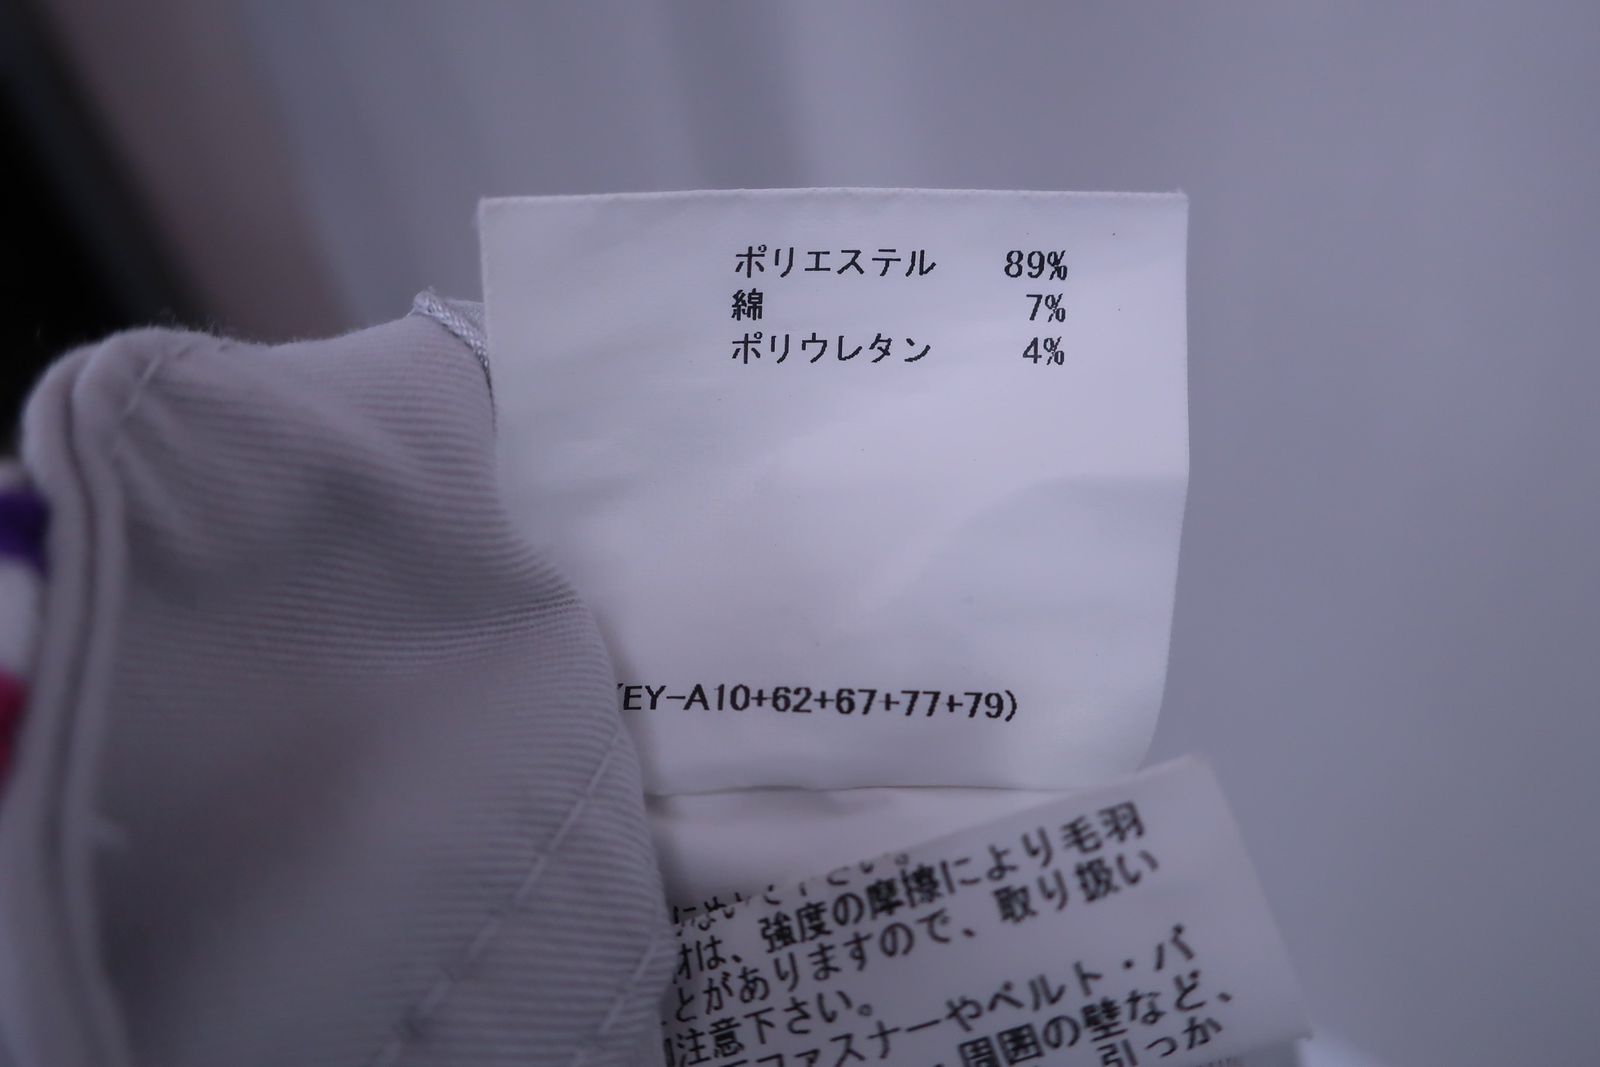 ポリエステル 89%
綿 7%
ポリウレタン 4%
EY-A10+62+67+77+79)
は、強度の摩擦により毛羽
とがありますので、取り扱い
注意下さい。
ファスナーやベルト・バ
周囲の壁など、
引っか